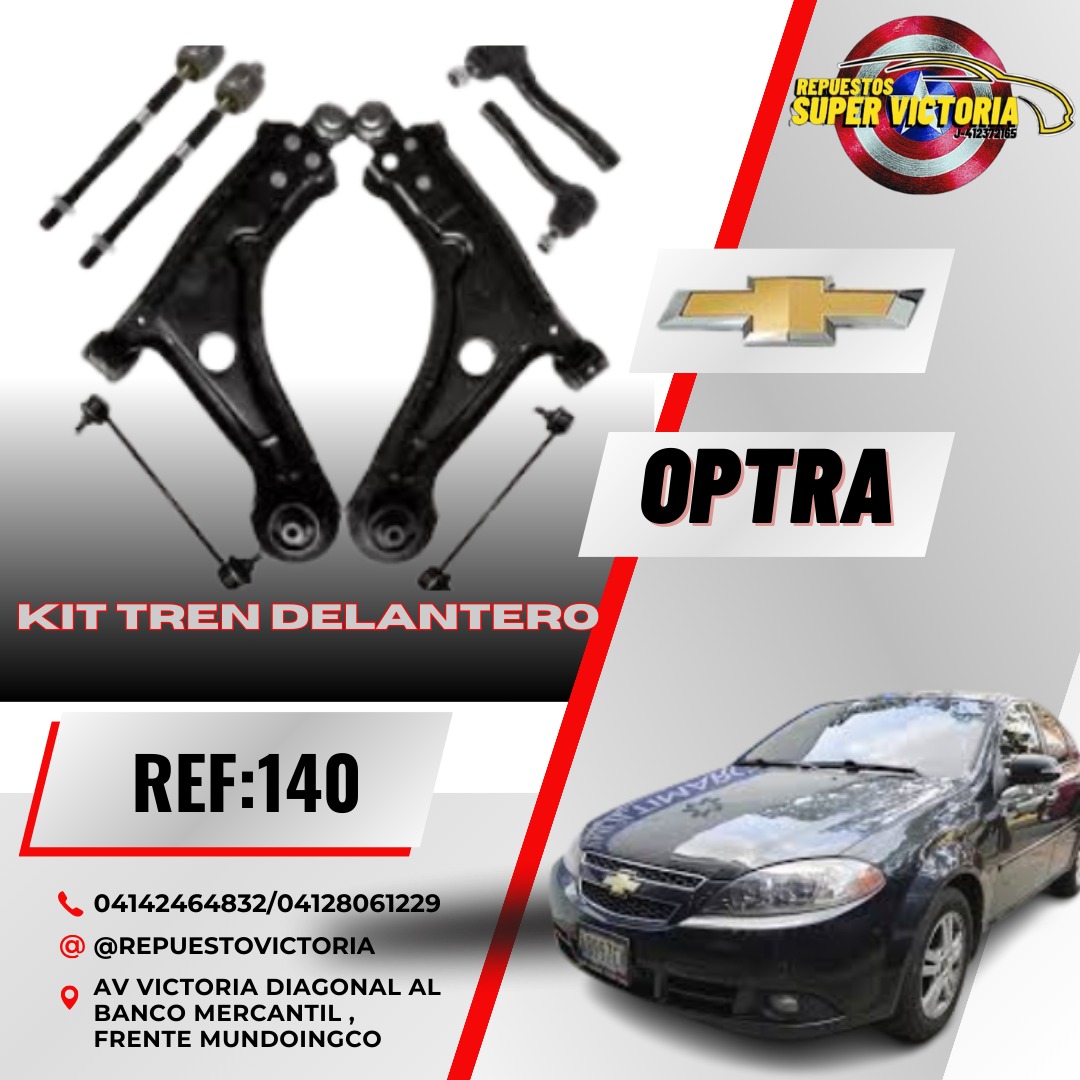 REPUESTOS
SUPER VICTORIA
J-412372165
OPTRA
KIT TREN DELANTERO
REF:140
04142464832/04128061229
@REPUESTOVICTORIA
AV VICTORIA DIAGONAL AL
BANCO MERCANTIL ,
FRENTE MUNDOINGCO